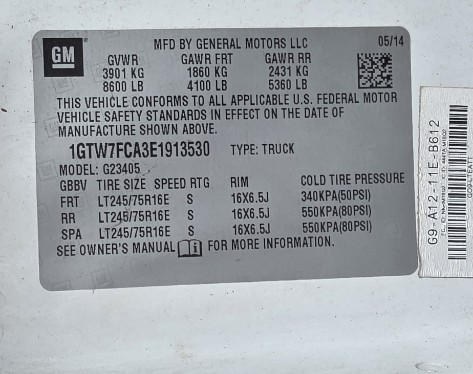 GM
MFD BY GENERAL MOTORS LLC 05/14
GVWR GAWR FRT GAWR RR
3901 KG 1860 KG 2431 KG
8600 LB 4100 LB 5360 LB
THIS VEHICLE CONFORMS TO ALL APPLICABLE U.S. FEDERAL MOTOR
VEHICLE SAFETY STANDARDS IN EFFECT ON THE DATE OF
MANUFACTURE SHOWN ABOVE.
1GTW7FCA3E1913530 TYPE: TRUCK
MODEL: G23405
GBBV TIRE SIZE SPEED RTG RIM COLD TIRE PRESSURE
FRT LT245/75R16E S 16X6.5J 340KPA(50PSI)
RR LT245/75R16E S 16X6.5J 550KPA(80PSI)
SPA LT245/75R16E S 16X6.5J 550KPA(80PSI)
SEE OWNER'S MANUAL FOR MORE INFORMATION.
G9-A12-11E-B612